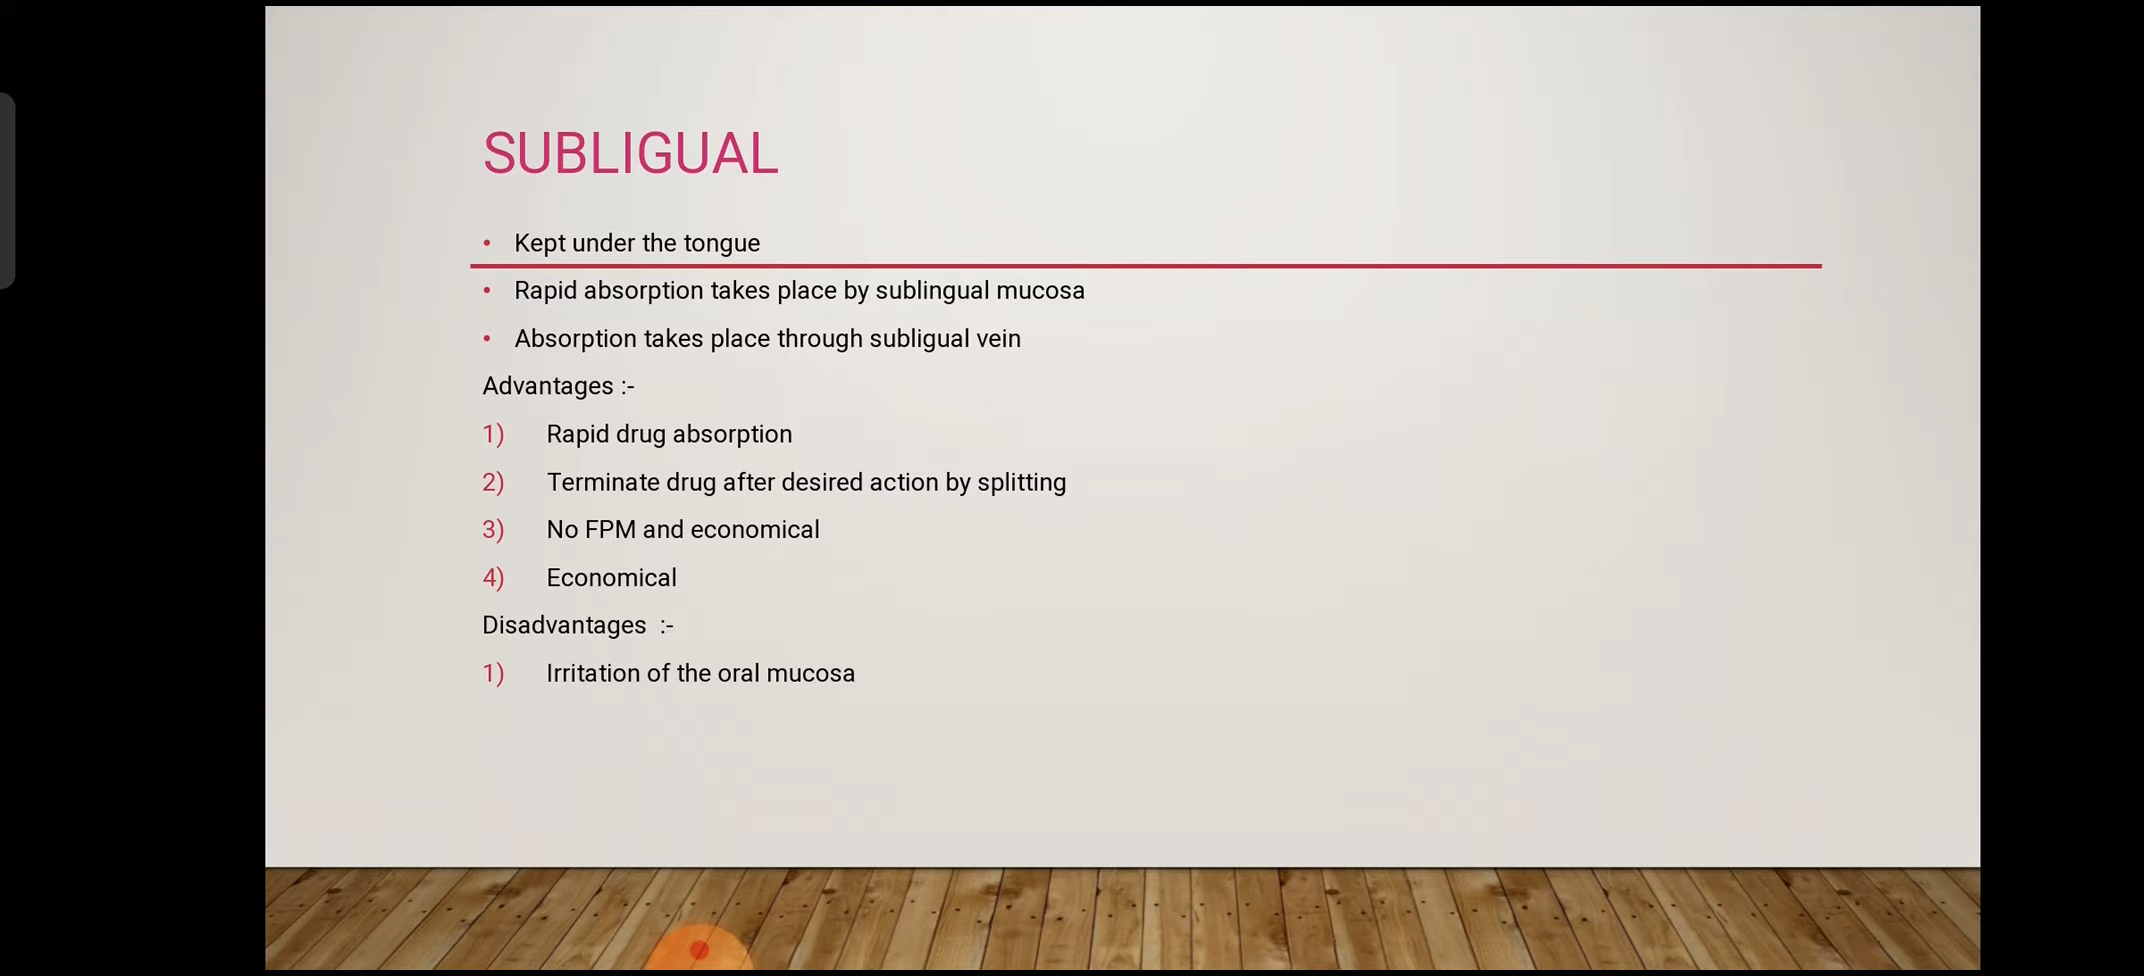 SUBLIGUAL
• Kept under the tongue
• Rapid absorption takes place by sublingual mucosa
• Absorption takes place through subligual vein
Advantages :-
1) Rapid drug absorption
2) Terminate drug after desired action by splitting
3) No FPM and economical
4) Economical
Disadvantages :-
1) Irritation of the oral mucosa